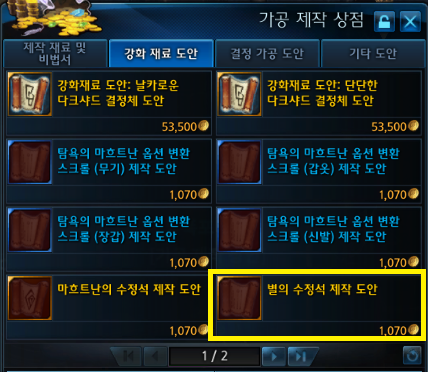 가공 제작 상점
제작 재료 및
비법서
강화 재료 도안
결정 가공 도안
기타 도안
강화재료 도안: 날카로운
다크샤드 결정체 도안
53,500
강화재료 도안: 단단한
다크샤드 결정체 도안
53,500
탐욕의 마흐트난 옵션 변환
스크롤 (무기) 제작 도안
1,070
탐욕의 마흐트난 옵션 변환
스크롤 (갑옷) 제작 도안
1,070
탐욕의 마흐트난 옵션 변환
스크롤 (장갑) 제작 도안
1,070
탐욕의 마흐트난 옵션 변환
스크롤 (신발) 제작 도안
1,070
마흐트난의 수정석 제작 도안
1,070
별의 수정석 제작 도안
1,070
1 / 2